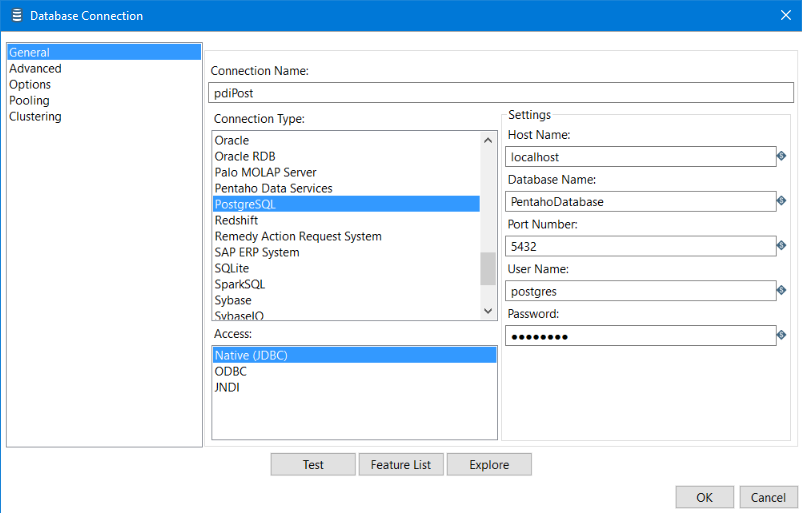 Database Connection
General
Advanced
Options
Pooling
Clustering
Connection Name:
pdiPost
Connection Type:
Oracle
Oracle RDB
Palo MOLAP Server
Pentaho Data Services
PostgreSQL
Redshift
Remedy Action Request System
SAP ERP System
SQLite
SparkSQL
Sybase
SybaseIQ
Access:
Native (JDBC)
ODBC
JNDI
Settings
Host Name:
localhost
Database Name:
PentahoDatabase
Port Number:
5432
User Name:
postgres
Password:
●●●●●●●●
Test Feature List Explore
OK Cancel